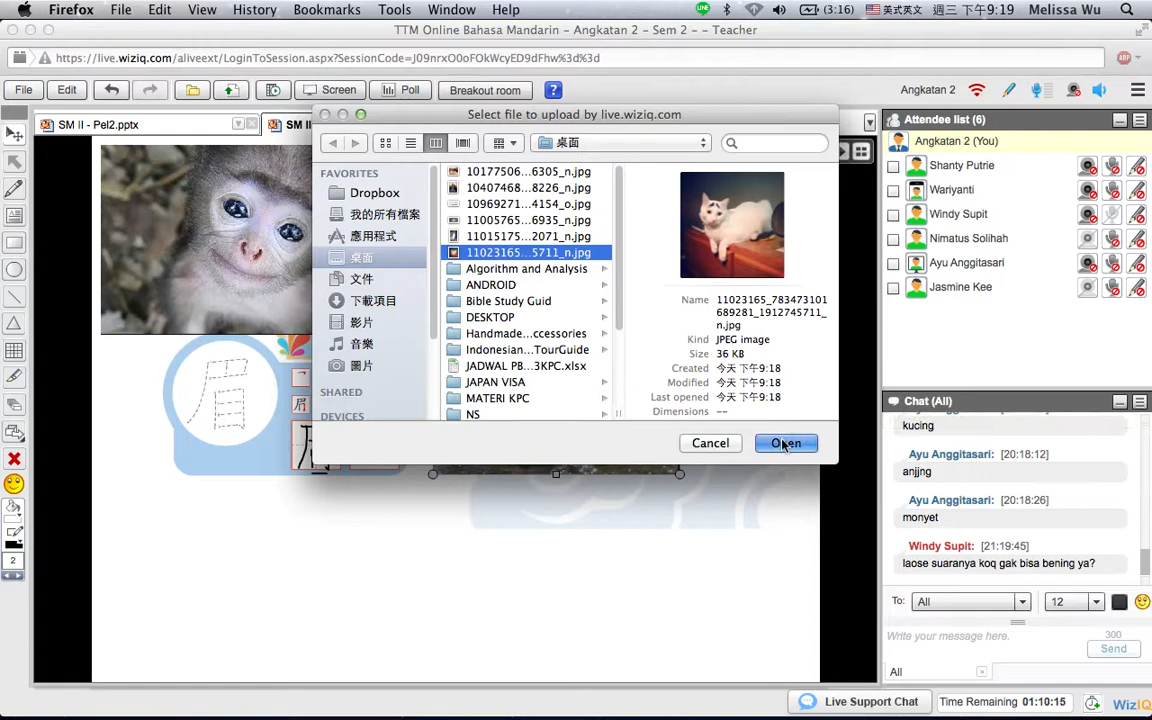 Firefox File Edit View History Bookmarks Tools Window Help (3:16) 美式英文 週三 下午9:19 Melissa Wu
TTM Online Bahasa Mandarin - Angkatan 2 - Sem 2 - - Teacher
https://live.wiziq.com/aliveext/LoginToSession.aspx?SessionCode=J09nrxO0oFOkWcyED9dFhw%3d%3d
ABP
File Edit Screen Poll Breakout room ? Angkatan 2
SM II - Pel2.pptx
SM II
Select file to upload by live.wiziq.com
桌面
FAVORITES
Dropbox
我的所有檔案
應用程式
桌面
文件
下載項目
影片
音樂
圖片
SHARED
DEVICES
10177506...6305_n.jpg
10407468...8226_n.jpg
10969271...4154_o.jpg
11005765...6935_n.jpg
11015175...2071_n.jpg
11023165...5711_n.jpg
Algorithm and Analysis
ANDROID
Bible Study Guid
DESKTOP
Handmade...ccessories
Indonesian...TourGuide
JADWAL PB...3KPC.xlsx
JAPAN VISA
MATERI KPC
NS
Name 11023165_783473101
689281_1912745711_
n.jpg
Kind JPEG image
Size 36 KB
Created 今天 下午9:18
Modified 今天 下午9:18
Last opened 今天 下午9:18
Dimensions --
Cancel Open
眉
眉
2
Attendee list (6)
Angkatan 2 (You)
Shanty Putrie
Wariyanti
Windy Supit
Nimatus Solihah
Ayu Anggitasari
Jasmine Kee
Chat (All)
kucing
Ayu Anggitasari: [20:18:12]
anjjng
Ayu Anggitasari: [20:18:26]
monyet
Windy Supit: [21:19:45]
laose suaranya koq gak bisa bening ya?
To: All 12
Write your message here. 300
Send
All
Live Support Chat Time Remaining 01:10:15 WizIQ